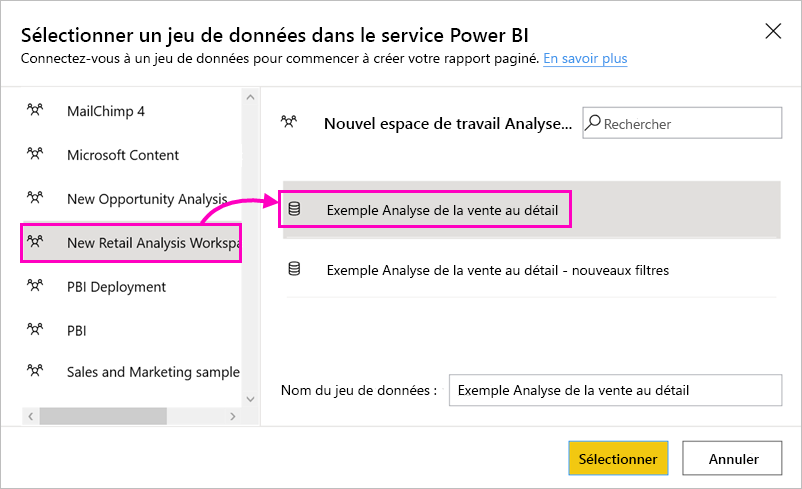 Sélectionner un jeu de données dans le service Power BI
Connectez-vous à un jeu de données pour commencer à créer votre rapport paginé. En savoir plus
MailChimp 4
Microsoft Content
New Opportunity Analysis
New Retail Analysis Workspa
PBI Deployment
PBI
Sales and Marketing sample
Nouvel espace de travail Analyse...
Rechercher
Exemple Analyse de la vente au détail
Exemple Analyse de la vente au détail - nouveaux filtres
Nom du jeu de données : Exemple Analyse de la vente au détail
Sélectionner
Annuler